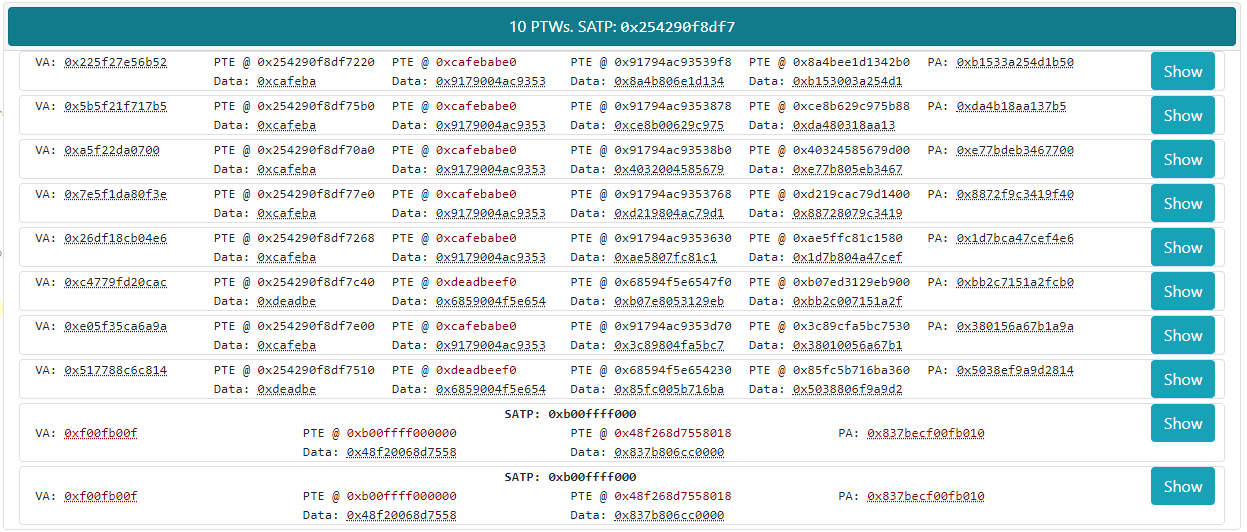 10 PTWs. SATP: 0x254290f8df7
VA: 0x225f27e56b52 PTE @ 0x254290f8df7220 PTE @ 0xcafebabe0 PTE @ 0x91794ac93539f8 PTE @ 0x8a4bee1d1342b0 PA: 0xb1533a254d1b50 Show
Data: 0xcafeba Data: 0x9179004ac9353 Data: 0x8a4b806e1d134 Data: 0xb153003a254d1
VA: 0x5b5f21f717b5 PTE @ 0x254290f8df75b0 PTE @ 0xcafebabe0 PTE @ 0x91794ac9353878 PTE @ 0xce8b629c975b88 PA: 0xda4b18aa137b5 Show
Data: 0xcafeba Data: 0x9179004ac9353 Data: 0xce8b00629c975 Data: 0xda480318aa13
VA: 0xa5f22da0700 PTE @ 0x254290f8df70a0 PTE @ 0xcafebabe0 PTE @ 0x91794ac93538b0 PTE @ 0x40324585679d00 PA: 0xe77bdeb3467700 Show
Data: 0xcafeba Data: 0x9179004ac9353 Data: 0x4032004585679 Data: 0xe77b805eb3467
VA: 0x7e5f1da80f3e PTE @ 0x254290f8df77e0 PTE @ 0xcafebabe0 PTE @ 0x91794ac9353768 PTE @ 0xd219cac79d1400 PA: 0x8872f9c3419f40 Show
Data: 0xcafeba Data: 0x9179004ac9353 Data: 0xd219804ac79d1 Data: 0x88728079c3419
VA: 0x26df18cb04e6 PTE @ 0x254290f8df7268 PTE @ 0xcafebabe0 PTE @ 0x91794ac9353630 PTE @ 0xae5ffc81c1580 PA: 0x1d7bca47cef4e6 Show
Data: 0xcafeba Data: 0x9179004ac9353 Data: 0xae5807fc81c1 Data: 0x1d7b804a47cef
VA: 0xc4779fd20cac PTE @ 0x254290f8df7c40 PTE @ 0xdeadbeef0 PTE @ 0x68594f5e6547f0 PTE @ 0xb07ed3129eb900 PA: 0xbb2c7151a2fcb0 Show
Data: 0xdeadbe Data: 0x6859004f5e654 Data: 0xb07e8053129eb Data: 0xbb2c007151a2f
VA: 0xe05f35ca6a9a PTE @ 0x254290f8df7e00 PTE @ 0xcafebabe0 PTE @ 0x91794ac9353d70 PTE @ 0x3c89cfa5bc7530 PA: 0x380156a67b1a9a Show
Data: 0xcafeba Data: 0x9179004ac9353 Data: 0x3c89804fa5bc7 Data: 0x38010056a67b1
VA: 0x517788c6c814 PTE @ 0x254290f8df7510 PTE @ 0xdeadbeef0 PTE @ 0x68594f5e654230 PTE @ 0x85fc5b716ba360 PA: 0x5038ef9a9d2814 Show
Data: 0xdeadbe Data: 0x6859004f5e654 Data: 0x85fc005b716ba Data: 0x5038806f9a9d2
SATP: 0xb00ffff000
VA: 0xf00fb00f PTE @ 0xb00ffff000000 PTE @ 0x48f268d7558018 PA: 0x837becf00fb010 Show
Data: 0x48f20068d7558 Data: 0x837b806cc0000
SATP: 0xb00ffff000
VA: 0xf00fb00f PTE @ 0xb00ffff000000 PTE @ 0x48f268d7558018 PA: 0x837becf00fb010 Show
Data: 0x48f20068d7558 Data: 0x837b806cc0000